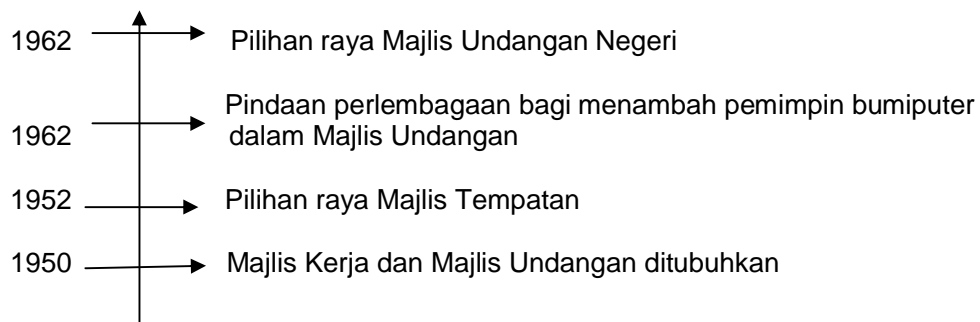 1962 Pilihan raya Majlis Undangan Negeri
Pindaan perlembagaan bagi menambah pemimpin bumiputer
1962 dalam Majlis Undangan
1952 Pilihan raya Majlis Tempatan
1950 Majlis Kerja dan Majlis Undangan ditubuhkan